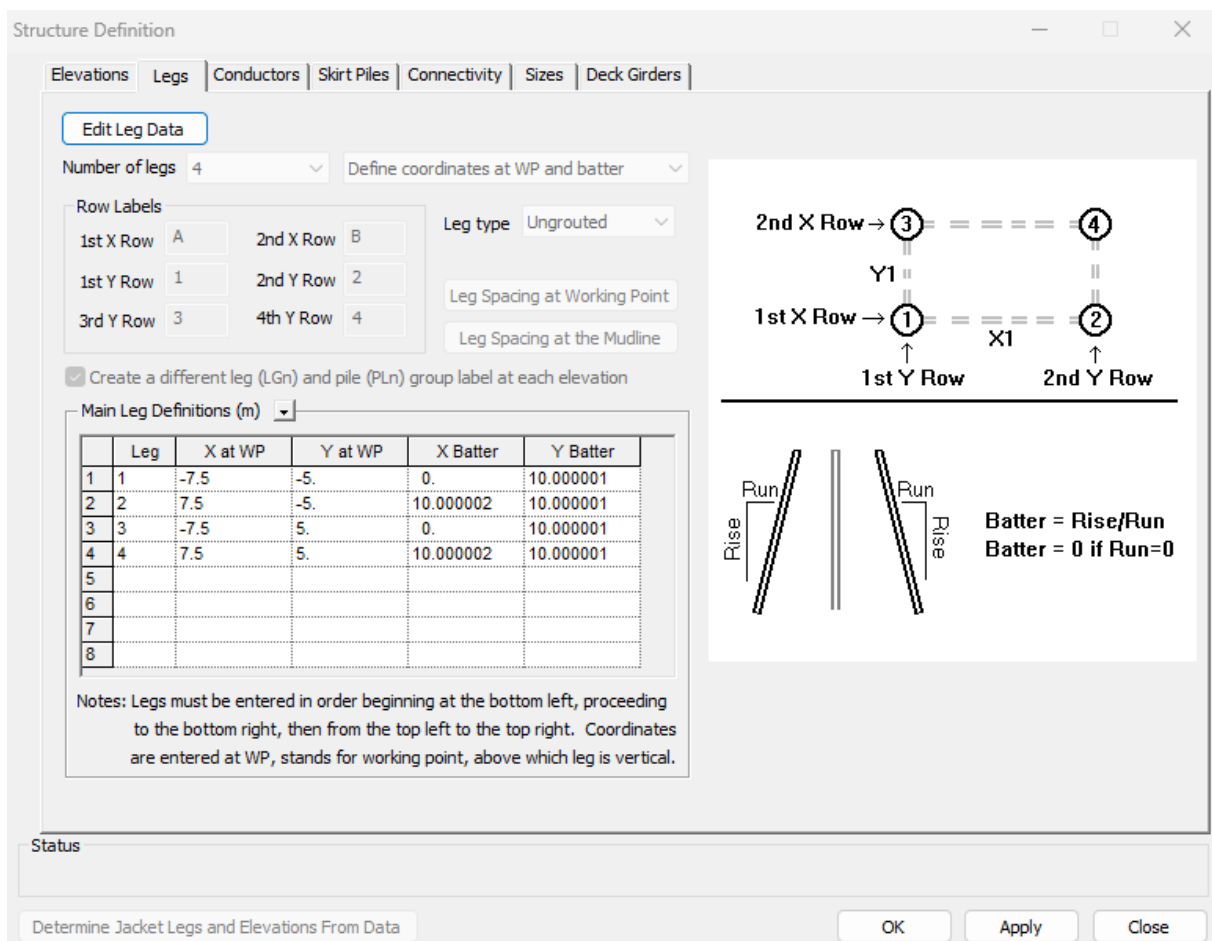 Structure Definition
Elevations Legs Conductors Skirt Piles Connectivity Sizes Deck Girders
Edit Leg Data
Number of legs 4 Define coordinates at WP and batter
Row Labels
1st X Row A 2nd X Row B
1st Y Row 1 2nd Y Row 2
3rd Y Row 3 4th Y Row 4
Leg type Ungrouted
Leg Spacing at Working Point
Leg Spacing at the Mudline
Create a different leg (LGn) and pile (PLn) group label at each elevation
Main Leg Definitions (m)
Leg X at WP Y at WP X Batter Y Batter
1 1 -7.5 -5. 0. 10.000001
2 2 7.5 -5. 10.000002 10.000001
3 3 -7.5 5. 0. 10.000001
4 4 7.5 5. 10.000002 10.000001
5
6
7
8
Notes: Legs must be entered in order beginning at the bottom left, proceeding
to the bottom right, then from the top left to the top right. Coordinates
are entered at WP, stands for working point, above which leg is vertical.
2nd X Row → 3 4
Y1
1st X Row → 1 2
X1
↑ ↑
1st Y Row 2nd Y Row
Run Run
Rise Rise
Batter = Rise/Run
Batter = 0 if Run=0
Status
Determine Jacket Legs and Elevations From Data OK Apply Close